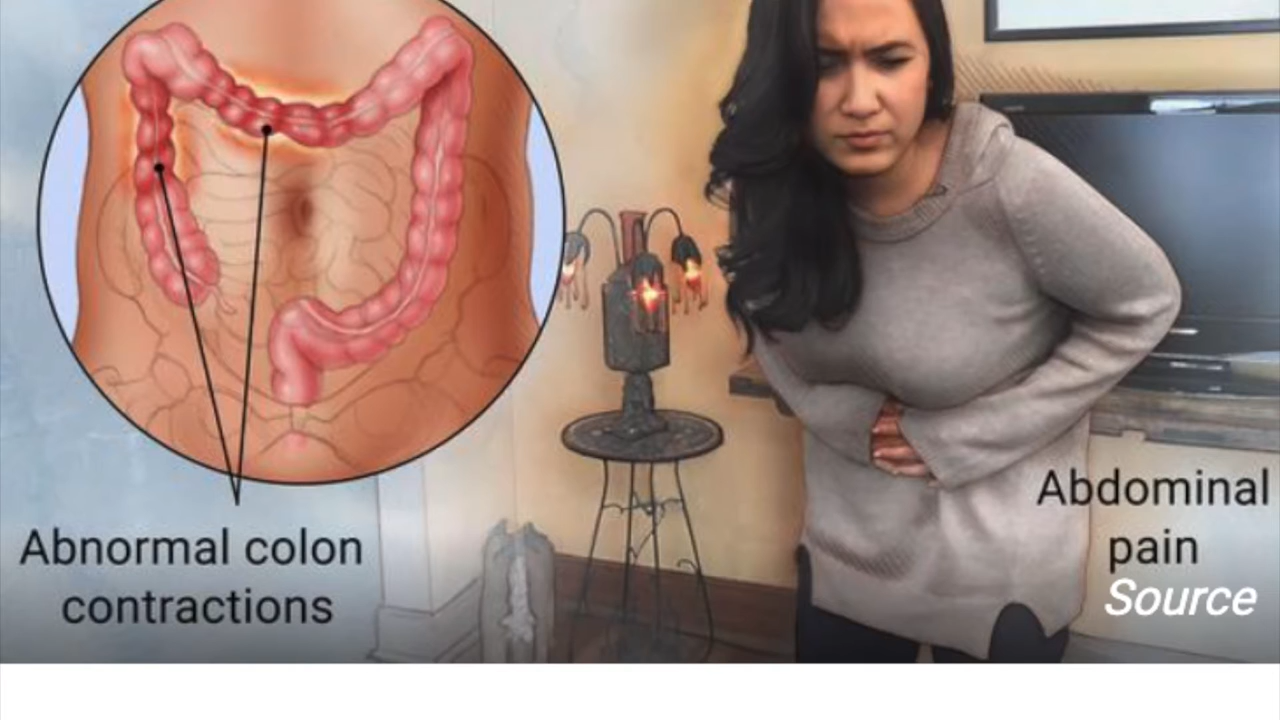 Abnormal colon
contractions
Abdominal
pain
Source